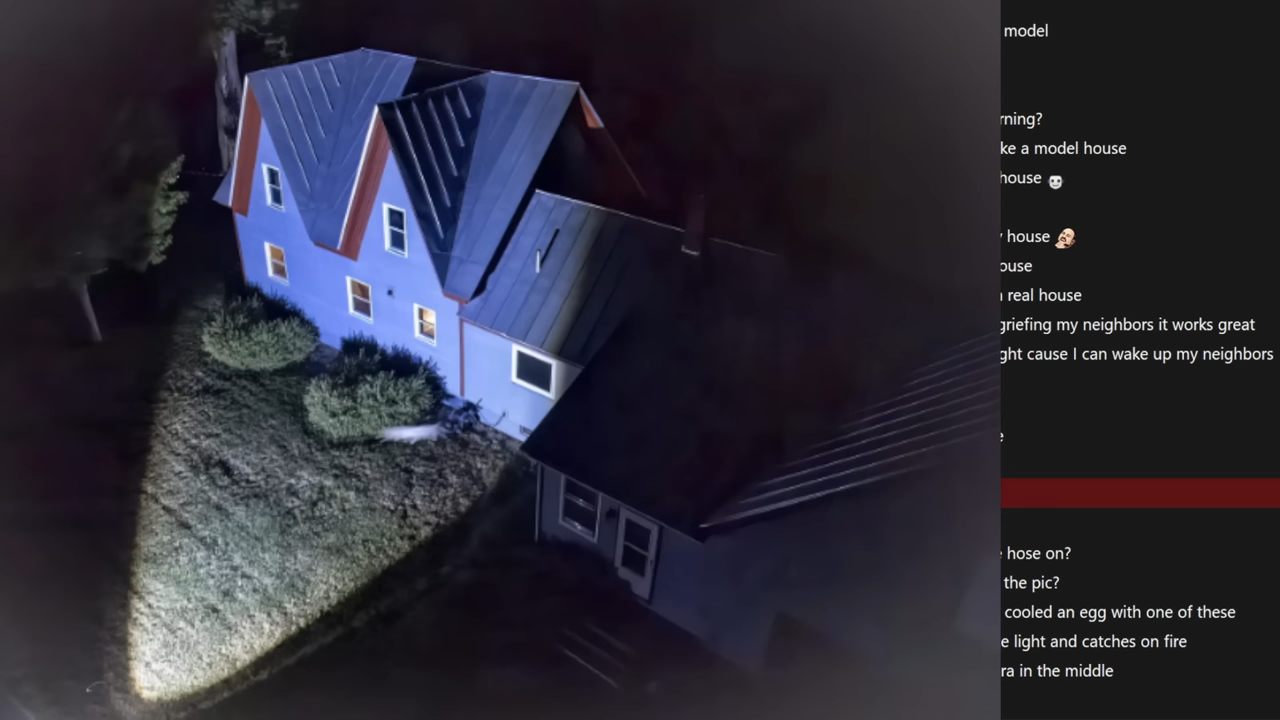 model
rning?
ke a model house
house
y house
ouse
real house
griefing my neighbors it works great
ght cause I can wake up my neighbors
e
hose on?
the pic?
cooled an egg with one of these
e light and catches on fire
ra in the middle